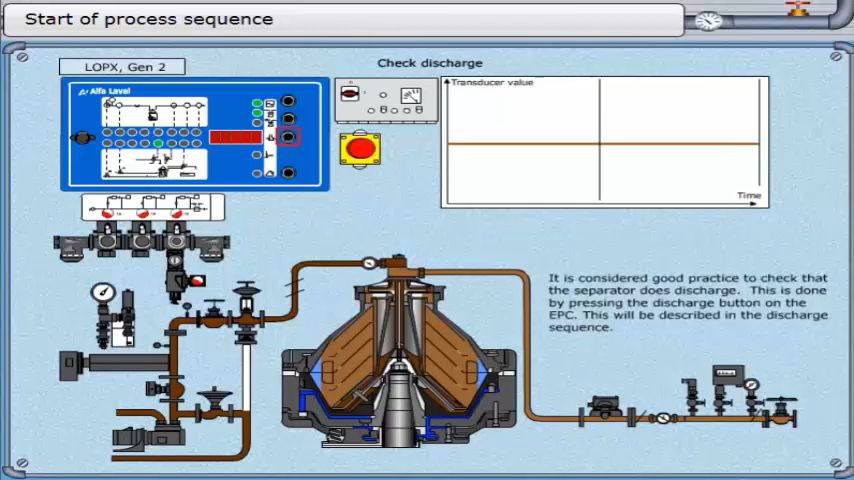 Start of process sequence
LOPX, Gen 2
Check discharge
Alfa Laval
Transducer value
Time
It is considered good practice to check that
the separator does discharge. This is done
by pressing the discharge button on the
EPC. This will be described in the discharge
sequence.